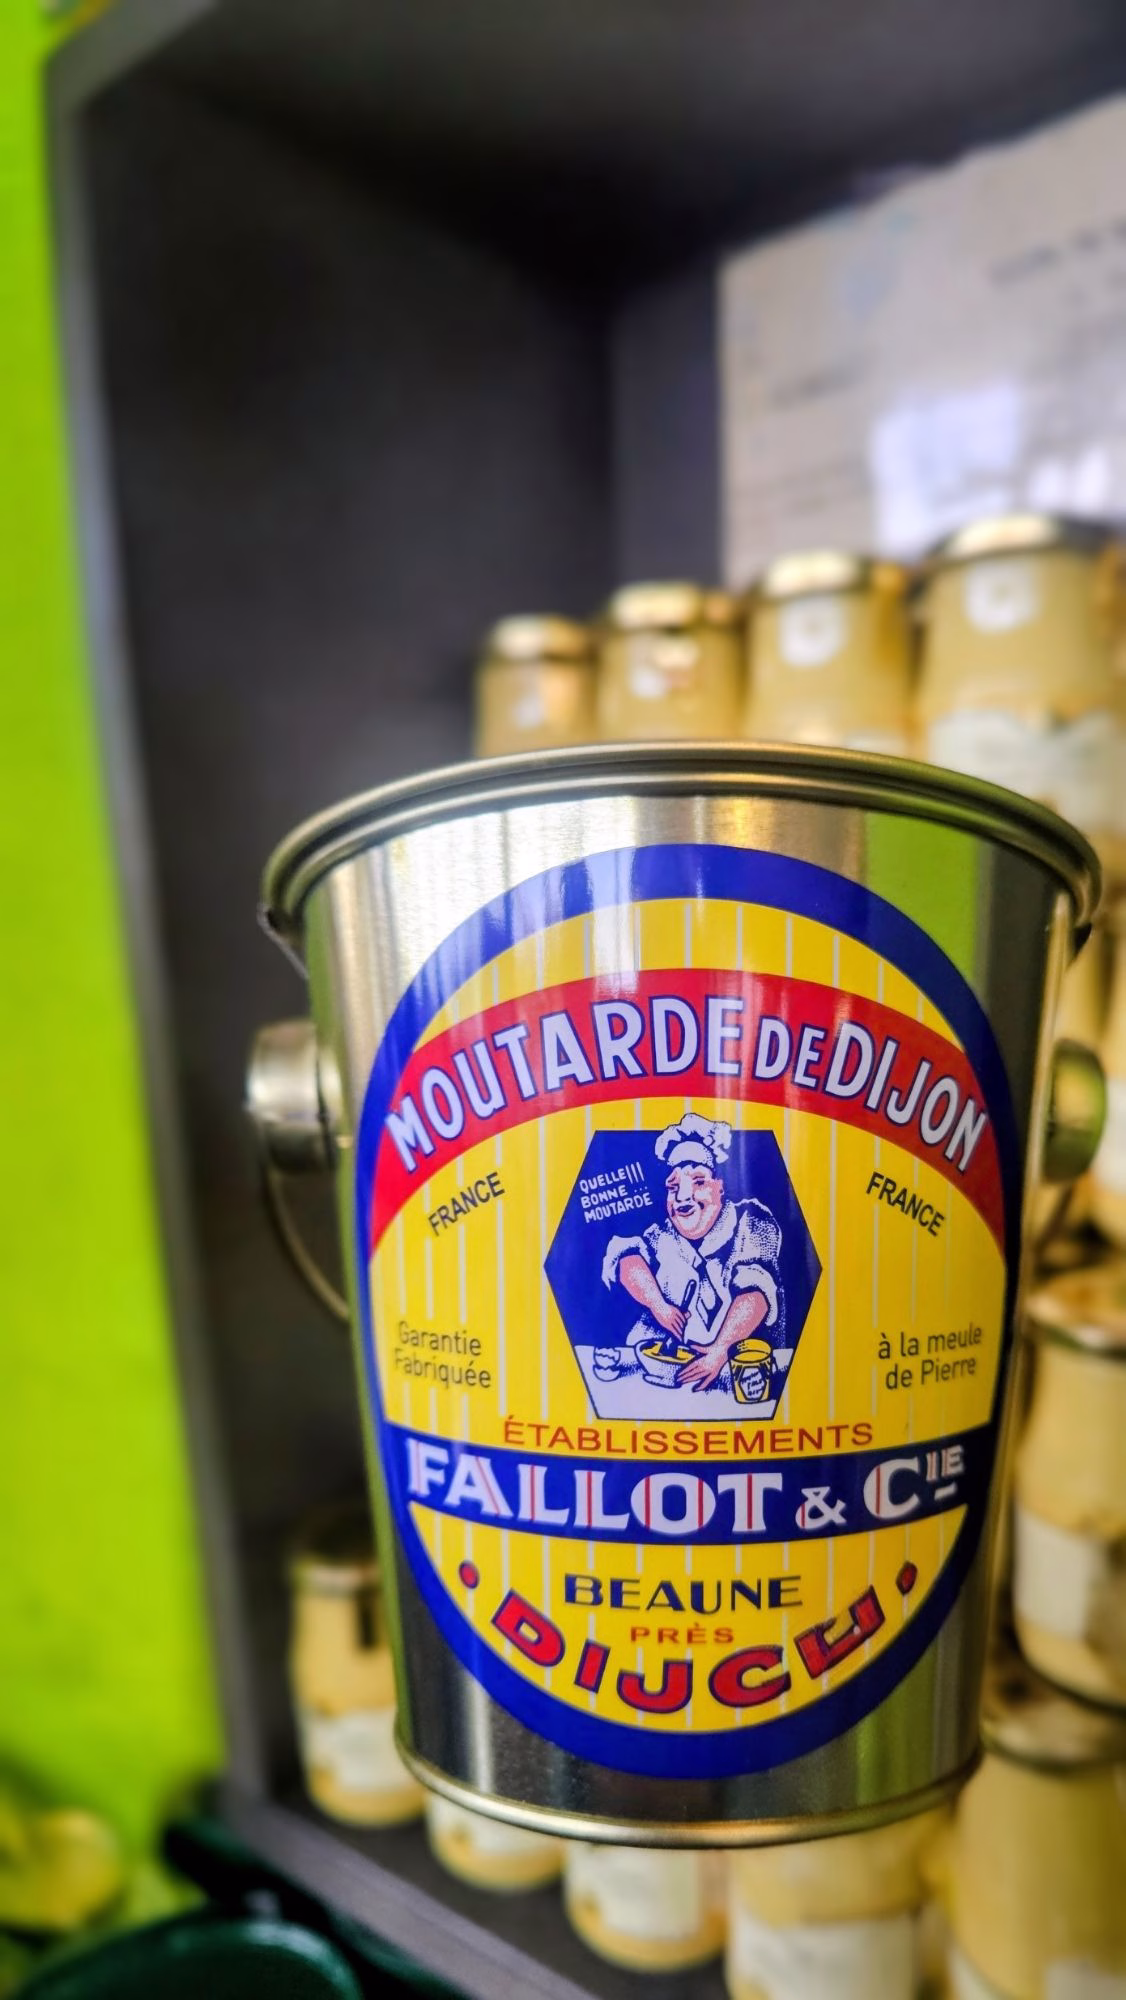 MOUTARDE DE DIJON
FRANCE
FRANCE
QUELLE!!!
BONNE...
MOUTARDE
Garantie
Fabriquée
à la meule
de Pierre
ÉTABLISSEMENTS
FALLOT & CIE
BEAUNE
PRÈS